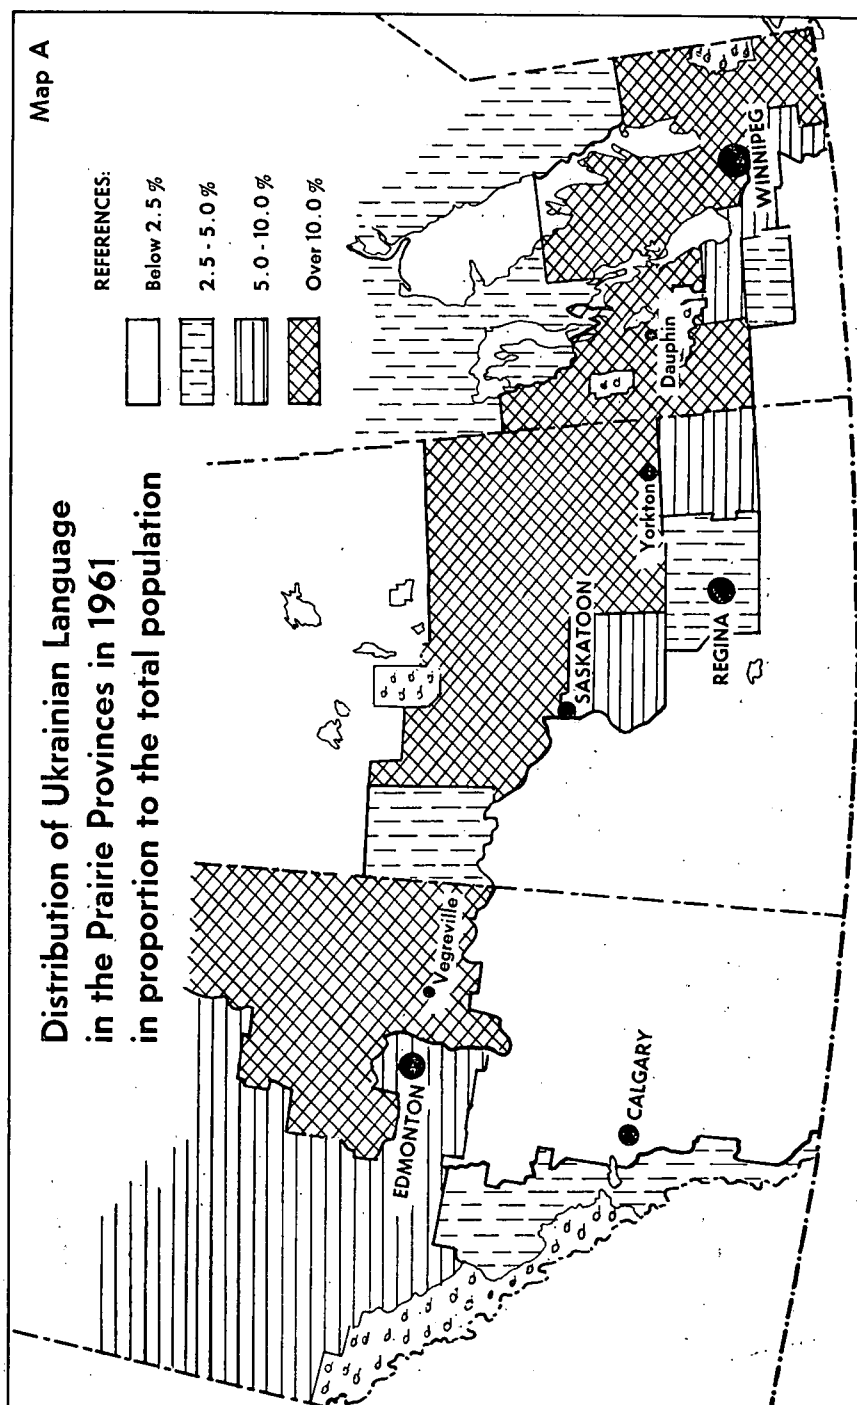 Map A
Distribution of Ukrainian Language
in the Prairie Provinces in 1961
in proportion to the total population
REFERENCES:
Below 2.5%
2.5-5.0%
5.0-10.0%
Over 10.0%
EDMONTON
Vegreville
CALGARY
SASKATOON
REGINA
Yorkton
Dauphin
WINNIPEG